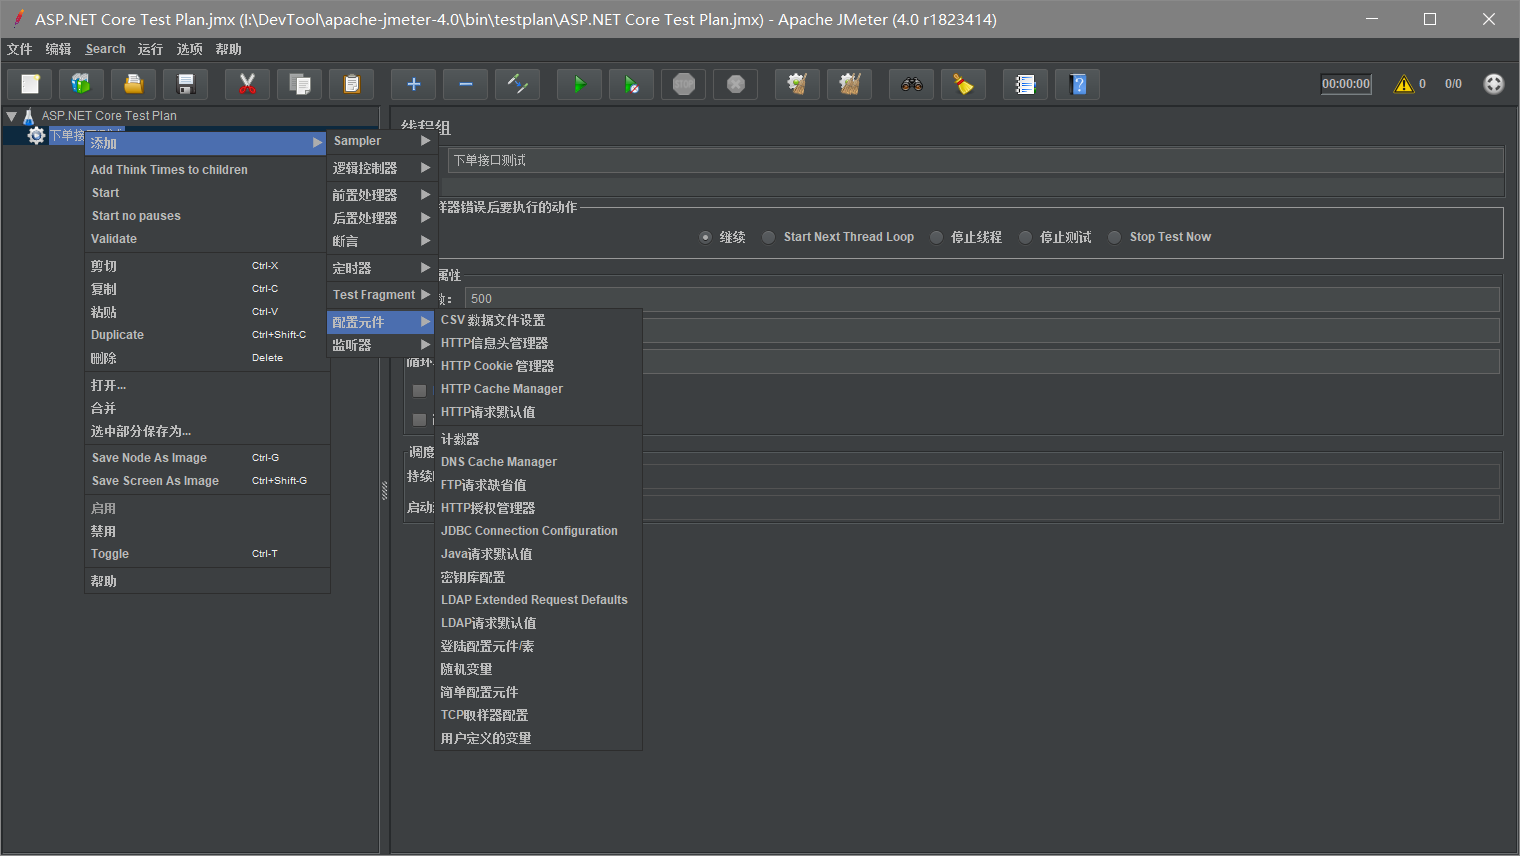 ASP.NET Core Test Plan.jmx (I:\DevTool\apache-jmeter-4.0\bin\testplan\ASP.NET Core Test Plan.jmx) - Apache JMeter (4.0 r1823414)
文件 编辑 Search 运行 选项 帮助
00:00:00 0 0/0
ASP.NET Core Test Plan
下单接
添加
Add Think Times to children
Start
Start no pauses
Validate
剪切 Ctrl-X
复制 Ctrl-C
粘贴 Ctrl-V
Duplicate Ctrl+Shift-C
删除 Delete
打开...
合并
选中部分保存为...
Save Node As Image Ctrl-G
Save Screen As Image Ctrl+Shift-G
启用
禁用
Toggle Ctrl-T
帮助
Sampler
逻辑控制器
前置处理器
后置处理器
断言
定时器
Test Fragment
配置元件
监听器
CSV 数据文件设置
HTTP信息头管理器
HTTP Cookie 管理器
HTTP Cache Manager
HTTP请求默认值
计数器
DNS Cache Manager
FTP请求缺省值
HTTP授权管理器
JDBC Connection Configuration
Java请求默认值
密钥库配置
LDAP Extended Request Defaults
LDAP请求默认值
登陆配置元件/素
随机变量
简单配置元件
TCP取样器配置
用户定义的变量
线程组
下单接口测试
样器错误后要执行的动作
继续 Start Next Thread Loop 停止线程 停止测试 Stop Test Now
属性
数: 500
循环
调度
持续
启动